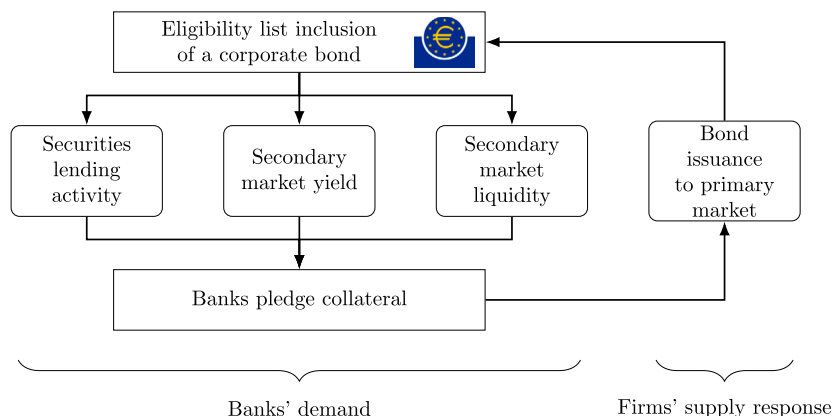 Eligibility list inclusion
of a corporate bond
€
Securities
lending
activity
Secondary
market yield
Secondary
market
liquidity
Bond
issuance
to primary
market
Banks pledge collateral
Banks' demand
Firms' supply response